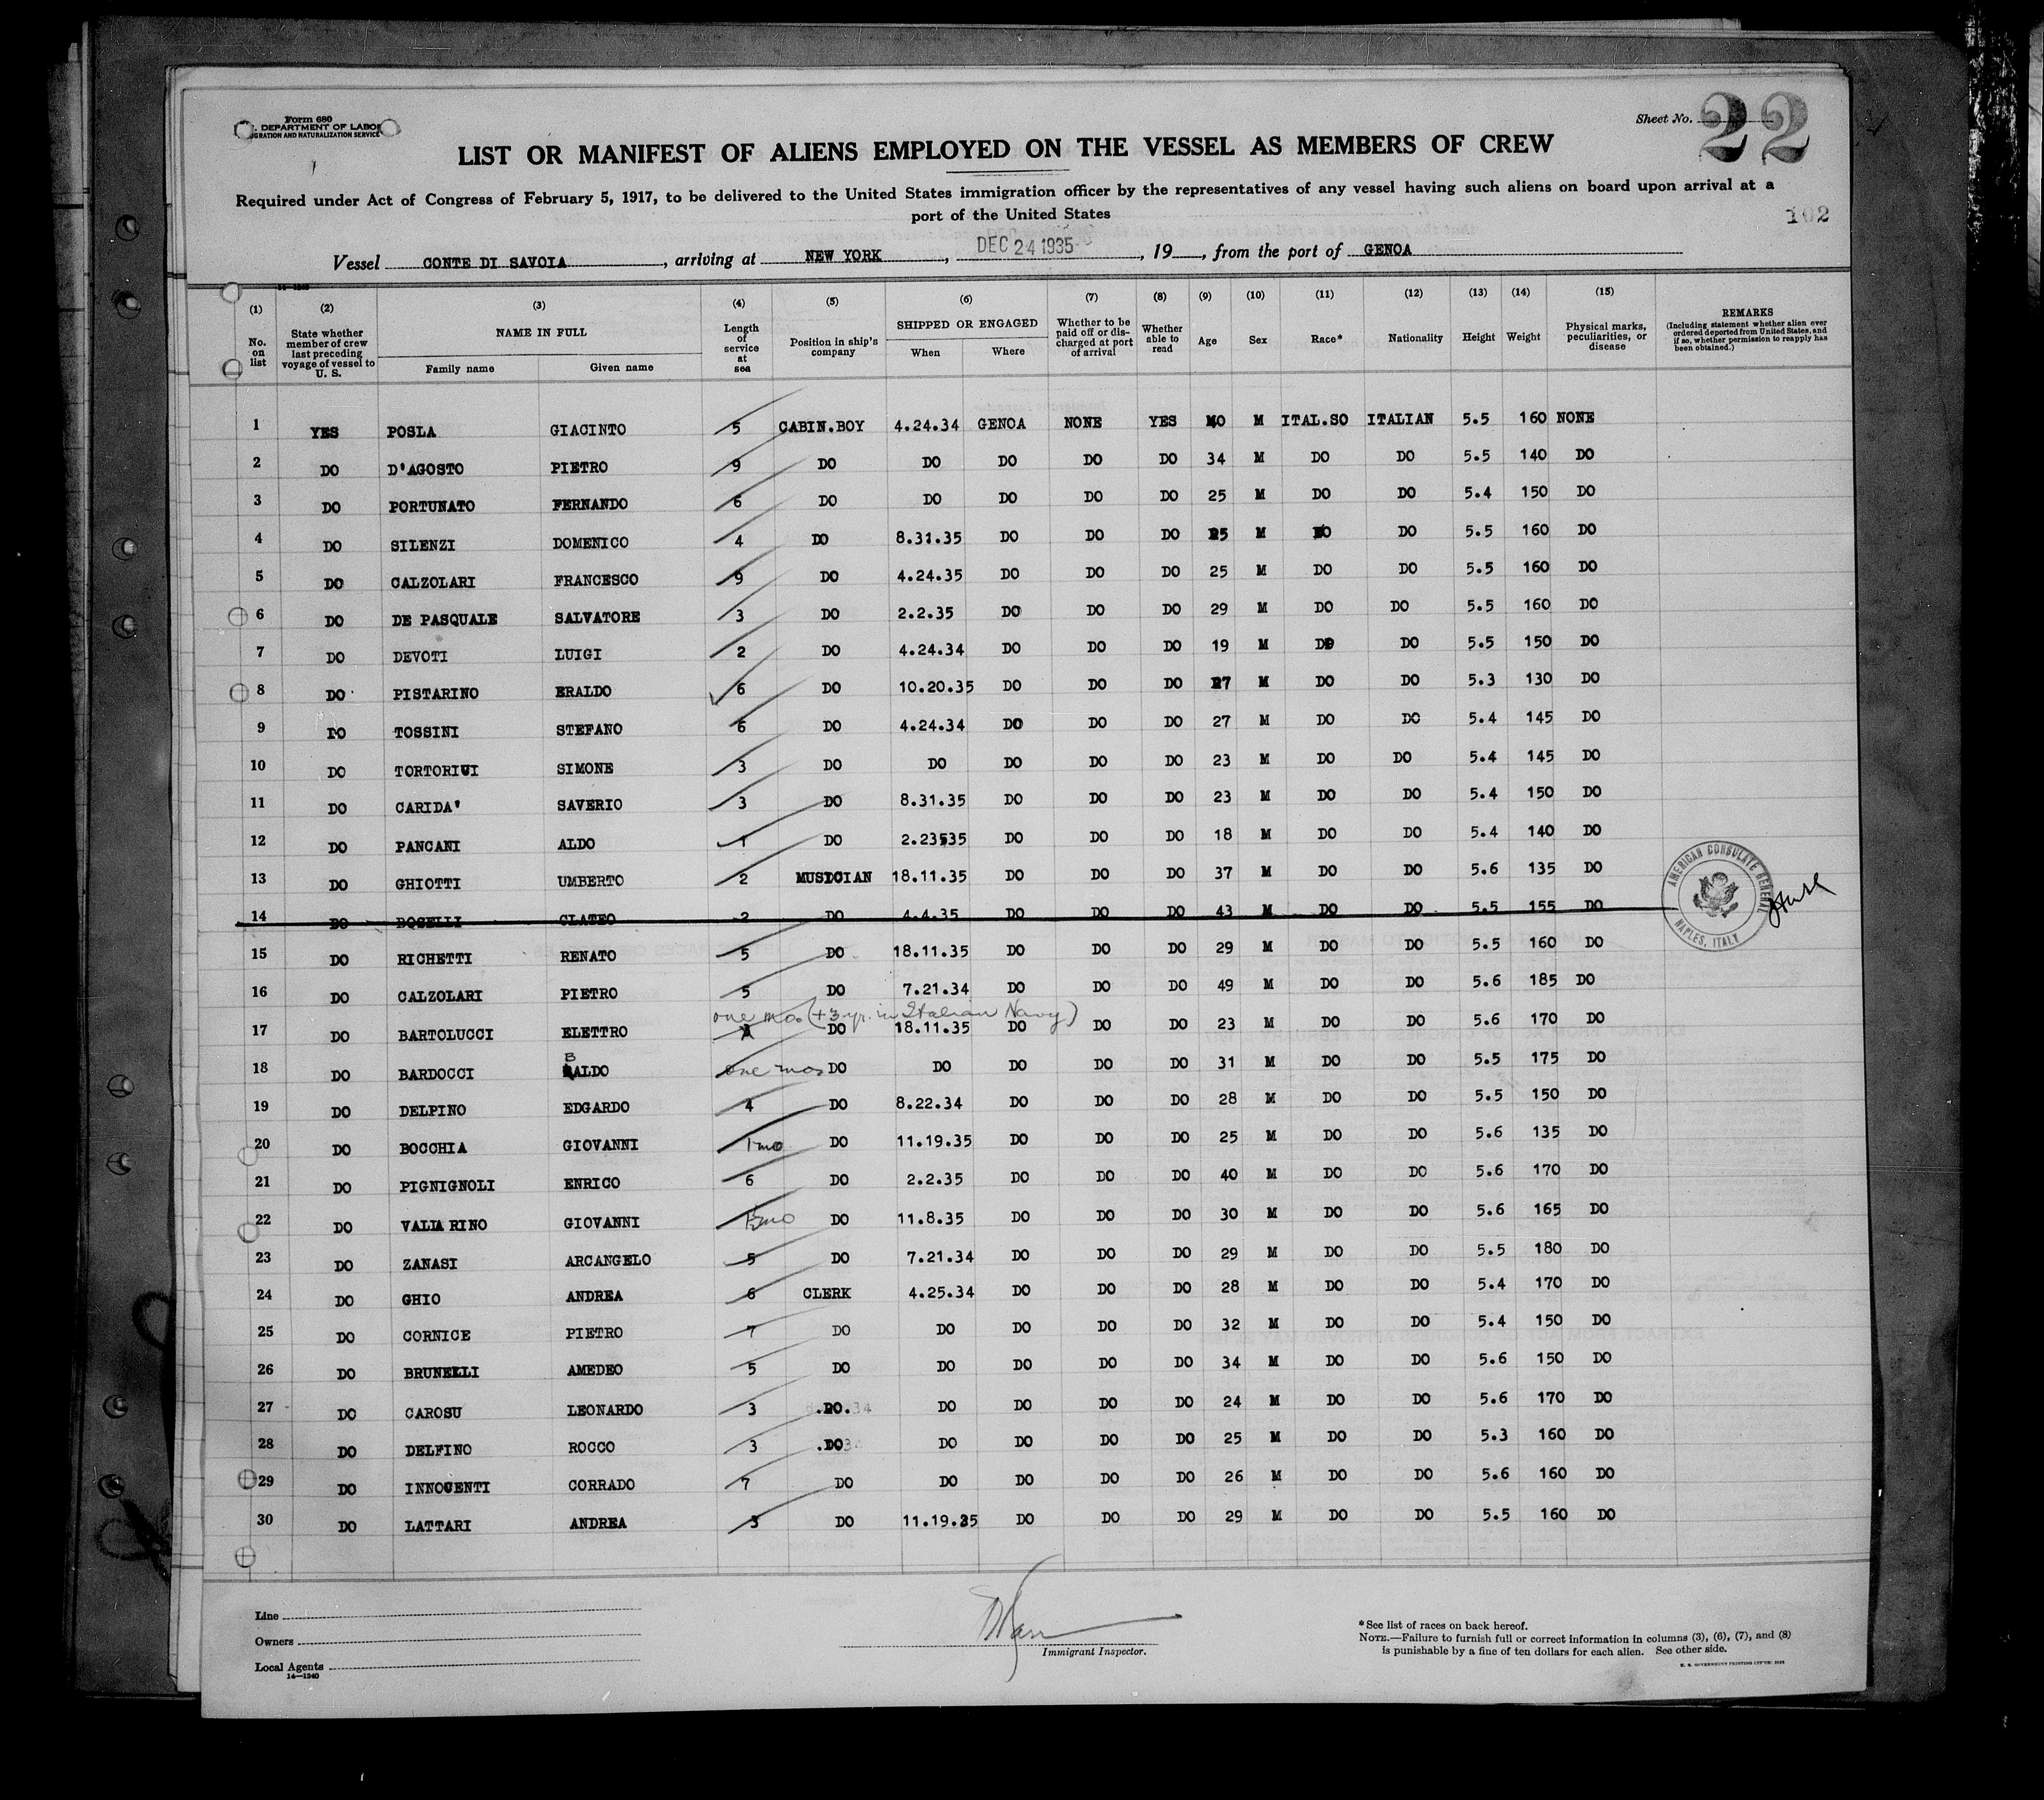 Form 680
. DEPARTMENT OF LABOR
GRATION AND NATURALIZATION SERVICE
Sheet No. 22
LIST OR MANIFEST OF ALIENS EMPLOYED ON THE VESSEL AS MEMBERS OF CREW
Required under Act of Congress of February 5, 1917, to be delivered to the United States immigration officer by the representatives of any vessel having such aliens on board upon arrival at a
port of the United States
102
Vessel CONTE DI SAVOIA, arriving at NEW YORK, DEC 24 1935, 19, from the port of GENOA
14-1240
(1) (2) (3) (4) (5) (6) (7) (8) (9) (10) (11) (12) (13) (14) (15)
No. on list State whether member of crew last preceding voyage of vessel to U. S. NAME IN FULL Family name Given name Length of service at sea Position in ship's company SHIPPED OR ENGAGED When Where Whether to be paid off or discharged at port of arrival Whether able to read Age Sex Race* Nationality Height Weight Physical marks, peculiarities, or disease REMARKS (Including statement whether alien ever ordered deported from United States, and if so, whether permission to reapply has been obtained.)
1 YES POSLA GIACINTO 5 CABIN.BOY 4.24.34 GENOA NONE YES 40 M ITAL.SO ITALIAN 5.5 160 NONE
2 DO D'AGOSTO PIETRO 9 DO DO DO DO DO 34 M DO DO 5.5 140 DO
3 DO PORTUNATO FERNANDO 6 DO DO DO DO DO 25 M DO DO 5.4 150 DO
4 DO SILENZI DOMENICO 4 DO 8.31.35 DO DO DO 25 M DO DO 5.5 160 DO
5 DO CALZOLARI FRANCESCO 9 DO 4.24.35 DO DO DO 25 M DO DO 5.5 160 DO
6 DO DE PASQUALE SALVATORE 3 DO 2.2.35 DO DO DO 29 M DO DO 5.5 160 DO
7 DO DEVOTI LUIGI 2 DO 4.24.34 DO DO DO 19 M DO DO 5.5 150 DO
8 DO PISTARINO ERALDO 6 DO 10.20.35 DO DO DO 27 M DO DO 5.3 130 DO
9 DO TOSSINI STEFANO 6 DO 4.24.34 DO DO DO 27 M DO DO 5.4 145 DO
10 DO TORTORIVI SIMONE 3 DO DO DO DO DO 23 M DO DO 5.4 145 DO
11 DO CARIDA' SAVERIO 3 DO 8.31.35 DO DO DO 23 M DO DO 5.4 150 DO
12 DO PANCANI ALDO 1 DO 2.23535 DO DO DO 18 M DO DO 5.4 140 DO
13 DO GHIOTTI UMBERTO 2 MUSICIAN 18.11.35 DO DO DO 37 M DO DO 5.6 135 DO
14 DO BOSELLI CLATEO 2 DO 4.4.35 DO DO DO 43 M DO DO 5.5 155 DO
AMERICAN CONSULATE GENERAL NAPLES, ITALY
15 DO RICHETTI RENATO 5 DO 18.11.35 DO DO DO 29 M DO DO 5.5 160 DO
16 DO CALZOLARI PIETRO 5 DO 7.21.34 DO DO DO 49 M DO DO 5.6 185 DO
one mo. (+3 yr. in Italian Navy)
17 DO BARTOLUCCI ELETTRO DO 18.11.35 DO DO DO 23 M DO DO 5.6 170 DO
18 DO BARDOCCI BALDO one mos DO DO DO DO DO 31 M DO DO 5.5 175 DO
19 DO DELPINO EDGARDO 4 DO 8.22.34 DO DO DO 28 M DO DO 5.5 150 DO
20 DO BOCCHIA GIOVANNI 1 mo DO 11.19.35 DO DO DO 25 M DO DO 5.6 135 DO
21 DO PIGNIGNOLI ENRICO 6 DO 2.2.35 DO DO DO 40 M DO DO 5.6 170 DO
22 DO VALIA RINO GIOVANNI mo DO 11.8.35 DO DO DO 30 M DO DO 5.6 165 DO
23 DO ZANASI ARCANGELO 5 DO 7.21.34 DO DO DO 29 M DO DO 5.5 180 DO
24 DO GHIO ANDREA 6 CLERK 4.25.34 DO DO DO 28 M DO DO 5.4 170 DO
25 DO CORNICE PIETRO 7 DO DO DO DO DO 32 M DO DO 5.4 150 DO
26 DO BRUNELLI AMEDEO 5 DO DO DO DO DO 34 M DO DO 5.6 150 DO
27 DO CAROSU LEONARDO 3 .DO. DO DO DO DO 24 M DO DO 5.6 170 DO
28 DO DELFINO ROCCO 3 .DO DO DO DO DO 25 M DO DO 5.3 160 DO
29 DO INNOCENTI CORRADO 7 DO DO DO DO DO 26 M DO DO 5.6 160 DO
30 DO LATTARI ANDREA 3 DO 11.19.35 DO DO DO 29 M DO DO 5.5 160 DO
Line
Owners
Local Agents
14-1240
Immigrant Inspector.
*See list of races on back hereof.
NOTE.—Failure to furnish full or correct information in columns (3), (6), (7), and (8)
is punishable by a fine of ten dollars for each alien. See other side.